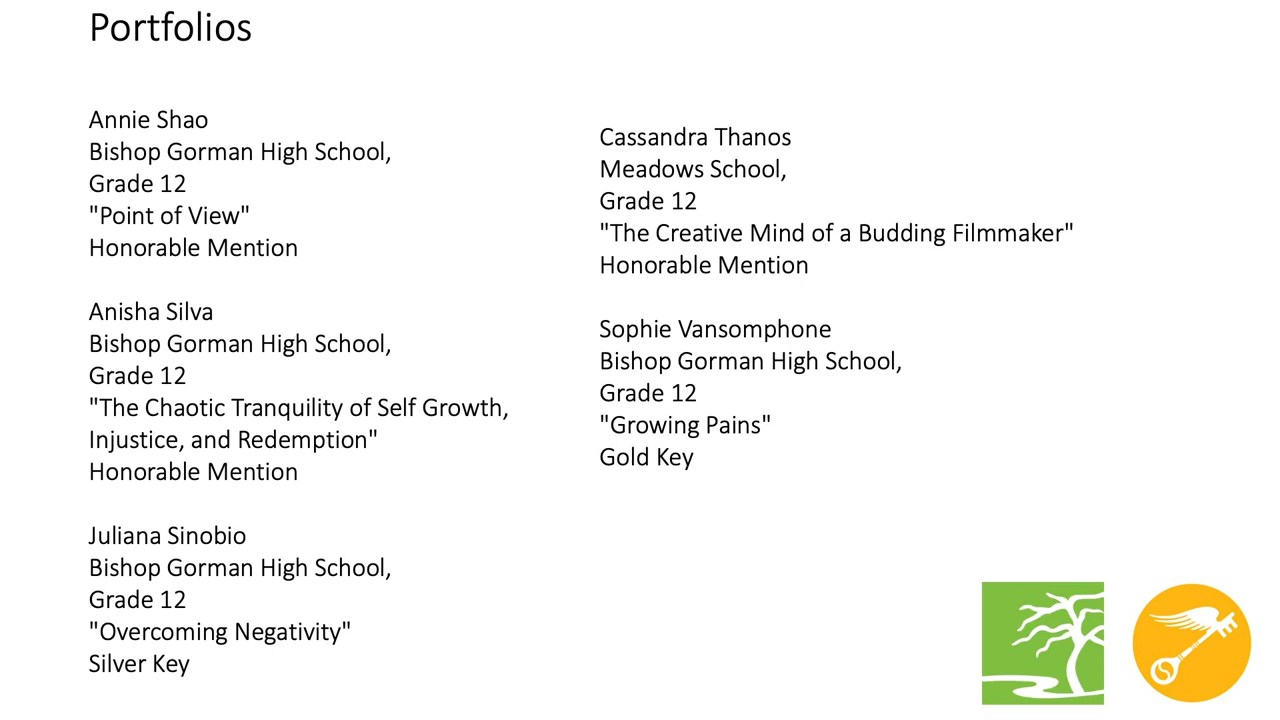 Portfolios
Annie Shao
Bishop Gorman High School,
Grade 12
"Point of View"
Honorable Mention
Anisha Silva
Bishop Gorman High School,
Grade 12
"The Chaotic Tranquility of Self Growth,
Injustice, and Redemption"
Honorable Mention
Juliana Sinobio
Bishop Gorman High School,
Grade 12
"Overcoming Negativity"
Silver Key
Cassandra Thanos
Meadows School,
Grade 12
"The Creative Mind of a Budding Filmmaker"
Honorable Mention
Sophie Vansomphone
Bishop Gorman High School,
Grade 12
"Growing Pains"
Gold Key